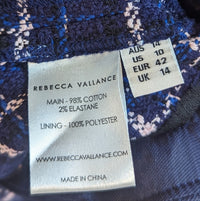 REBECCA VALLANCE
MAIN - 98% COTTON
2% ELASTANE
LINING - 100% POLYESTER
WWW.REBECCAVALLANCE.COM
MADE IN CHINA
AUS 14
US 10
EUR 42
UK 14